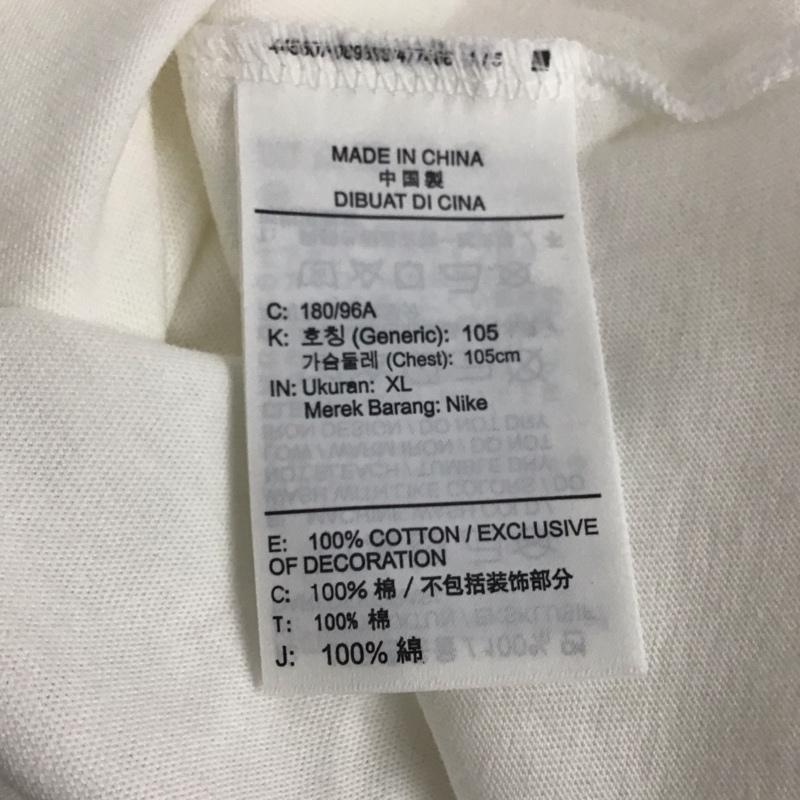 MADE IN CHINA
中国製
DIBUAT DI CINA
C: 180/96A
K: 호칭 (Generic): 105
가슴둘레 (Chest): 105cm
IN: Ukuran: XL
Merek Barang: Nike
E: 100% COTTON / EXCLUSIVE
OF DECORATION
C: 100% 棉 / 不包括装饰部分
T: 100% 棉
J: 100% 綿